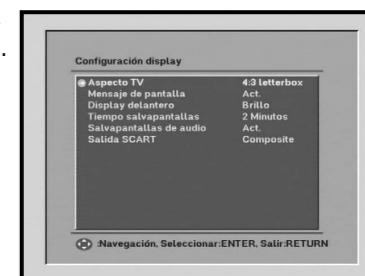 .
Configuración display
Aspecto TV 4:3 letterbox
Mensaje de pantalla Act.
Display delantero Brillo
Tiempo salvapantallas 2 Minutos
Salvapantallas de audio Act.
Salida SCART Composite
:Navegación, Seleccionar:ENTER, Salir:RETURN